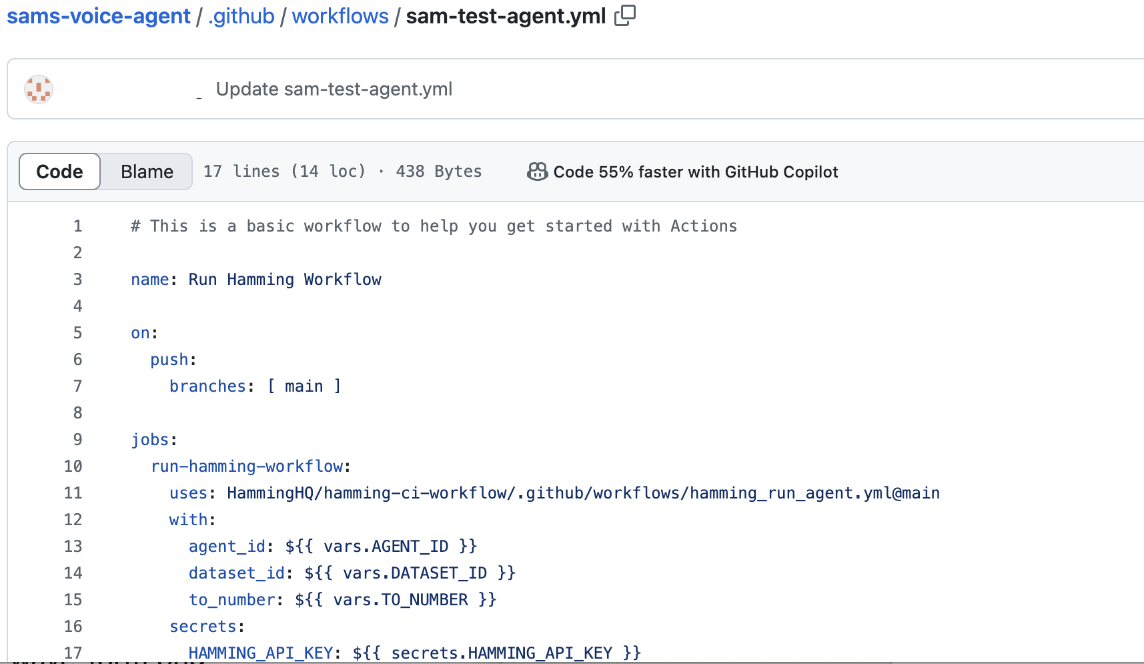 sams-voice-agent / .github / workflows / sam-test-agent.yml
_ Update sam-test-agent.yml
Code Blame 17 lines (14 loc) · 438 Bytes Code 55% faster with GitHub Copilot
1 # This is a basic workflow to help you get started with Actions
2
3 name: Run Hamming Workflow
4
5 on:
6   push:
7     branches: [ main ]
8
9 jobs:
10   run-hamming-workflow:
11     uses: HammingHQ/hamming-ci-workflow/.github/workflows/hamming_run_agent.yml@main
12     with:
13       agent_id: ${{ vars.AGENT_ID }}
14       dataset_id: ${{ vars.DATASET_ID }}
15       to_number: ${{ vars.TO_NUMBER }}
16     secrets:
17       HAMMING_API_KEY: ${{ secrets.HAMMING_API_KEY }}